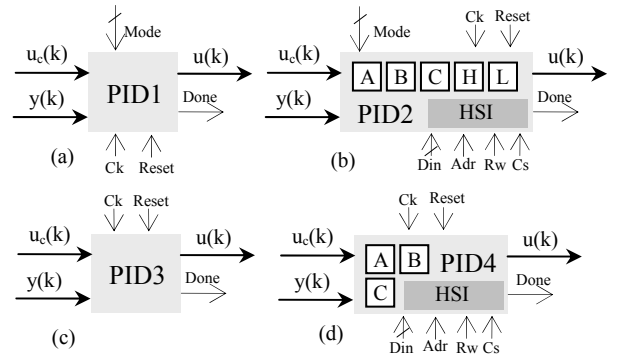 Mode
u_c(k)
y(k)
PID1
u(k)
Done
Ck
Reset
(a)
Mode
Ck
Reset
u_c(k)
y(k)
A B C H L
PID2
HSI
u(k)
Done
Din
Adr
Rw
Cs
(b)
Ck
Reset
u_c(k)
y(k)
PID3
u(k)
Done
(c)
Ck
Reset
u_c(k)
y(k)
A B
PID4
C
HSI
u(k)
Done
Din
Adr
Rw
Cs
(d)